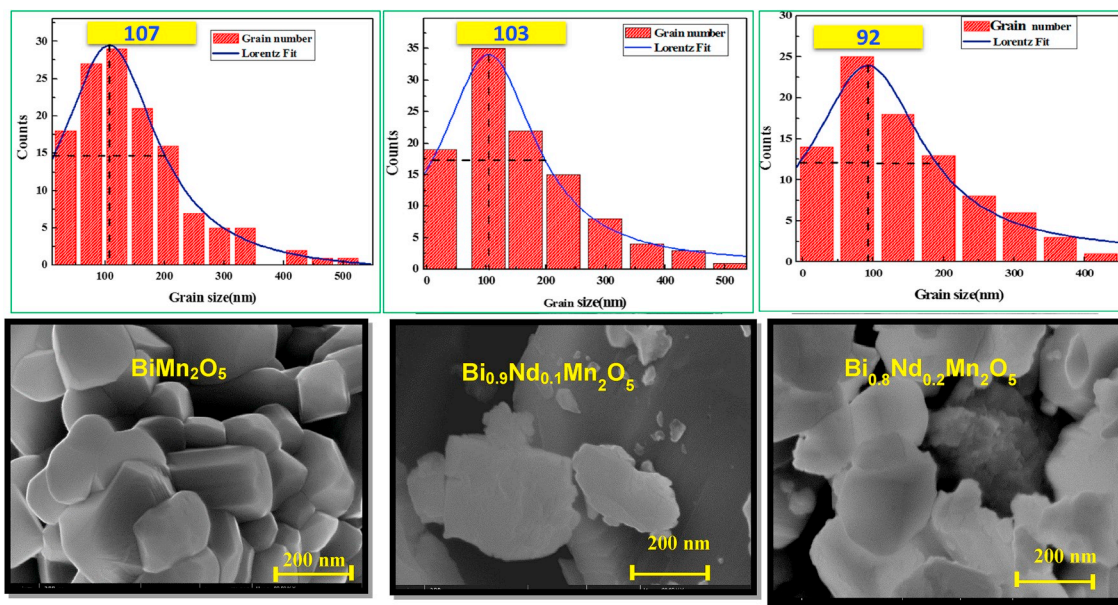 107
Grain number
Lorentz Fit
Counts
30
25
20
15
10
5
0
100 200 300 400 500
Grain size(nm)
103
Grain number
Lorentz Fit
Counts
35
30
25
20
15
10
5
0
0 100 200 300 400 500
Grain size(nm)
92
Grain number
Lorentz Fit
Counts
30
25
20
15
10
5
0
0 100 200 300 400
Grain size(nm)
BiMn₂O₅
200 nm
Bi₀.₉Nd₀.₁Mn₂O₅
200 nm
Bi₀.₈Nd₀.₂Mn₂O₅
200 nm